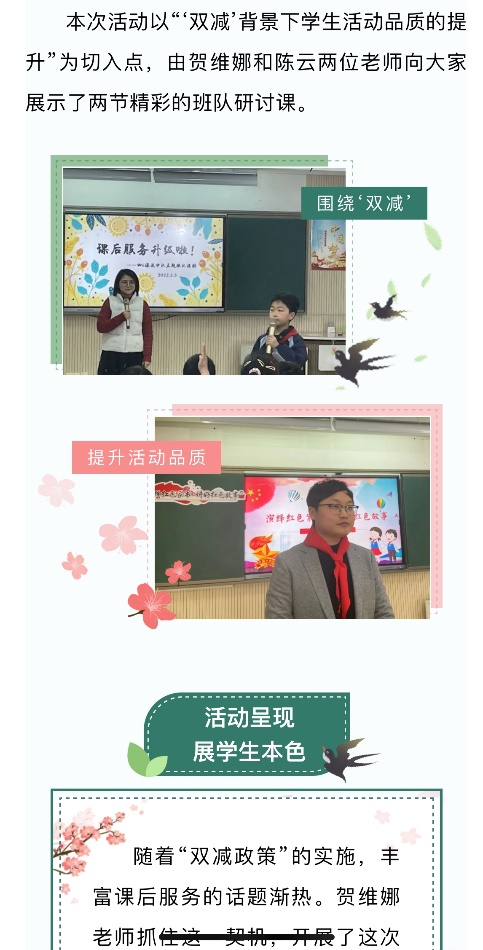 本次活动以“‘双减’背景下学生活动品质的提
升”为切入点，由贺维娜和陈云两位老师向大家
展示了两节精彩的班队研讨课。
围绕‘双减’
课后服务升级啦！
2022.3.3
提升活动品质
演绎红色
红色故事
活动呈现
展学生本色
随着“双减政策”的实施，丰
富课后服务的话题渐热。贺维娜
老师抓住这一契机，开展了这次